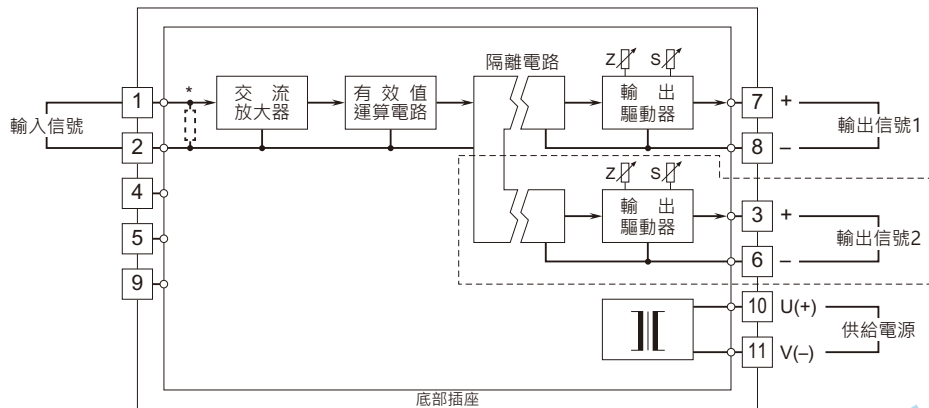 隔離電路
Z S
1 * 交 流 有 效 值 輸 出 7 +
放大器 運算電路 驅動器
輸入信號 輸出信號1
2 8 –
4 Z S
3 +
輸 出
5 驅動器 輸出信號2
6 –
9
10 U(+)
供給電源
11 V(–)
底部插座